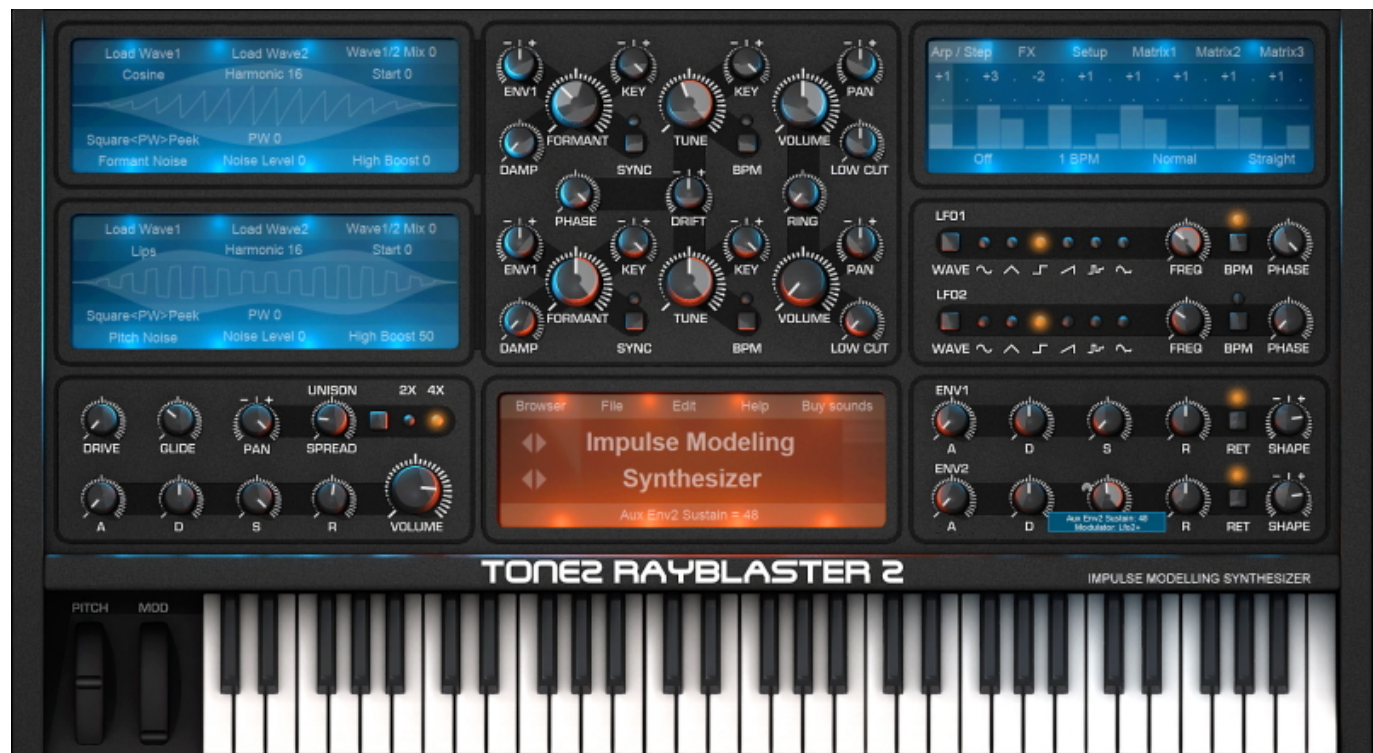 Load Wave1 Load Wave2 Wave1/2 Mix 0
Cosine Harmonic 16 Start 0
Square<PW>Peek PW 0
Formant Noise Noise Level 0 High Boost 0
Load Wave1 Load Wave2 Wave1/2 Mix 0
Lips Harmonic 16 Start 0
Square<PW>Peek PW 0
Pitch Noise Noise Level 0 High Boost 50
ENV1 KEY KEY PAN
FORMANT TUNE VOLUME
DAMP SYNC BPM LOW CUT
PHASE DRIFT RING
ENV1 KEY KEY PAN
FORMANT TUNE VOLUME
DAMP SYNC BPM LOW CUT
Arp / Step FX Setup Matrix1 Matrix2 Matrix3
+1 . +3 . -2 . +1 . +1 . +1 . +1 . +1 .
Off 1 BPM Normal Straight
LFO1
WAVE FREQ BPM PHASE
LFO2
WAVE FREQ BPM PHASE
UNISON 2X 4X
DRIVE GLIDE PAN SPREAD
A D S R VOLUME
Browser File Edit Help Buy sounds
Impulse Modeling
Synthesizer
Aux Env2 Sustain = 48
ENV1
A D S R RET SHAPE
ENV2
A D R RET SHAPE
Aux Env2 Sustain: 48
Modulator: Lfo2+
TONE2 RAYBLASTER 2
IMPULSE MODELLING SYNTHESIZER
PITCH MOD